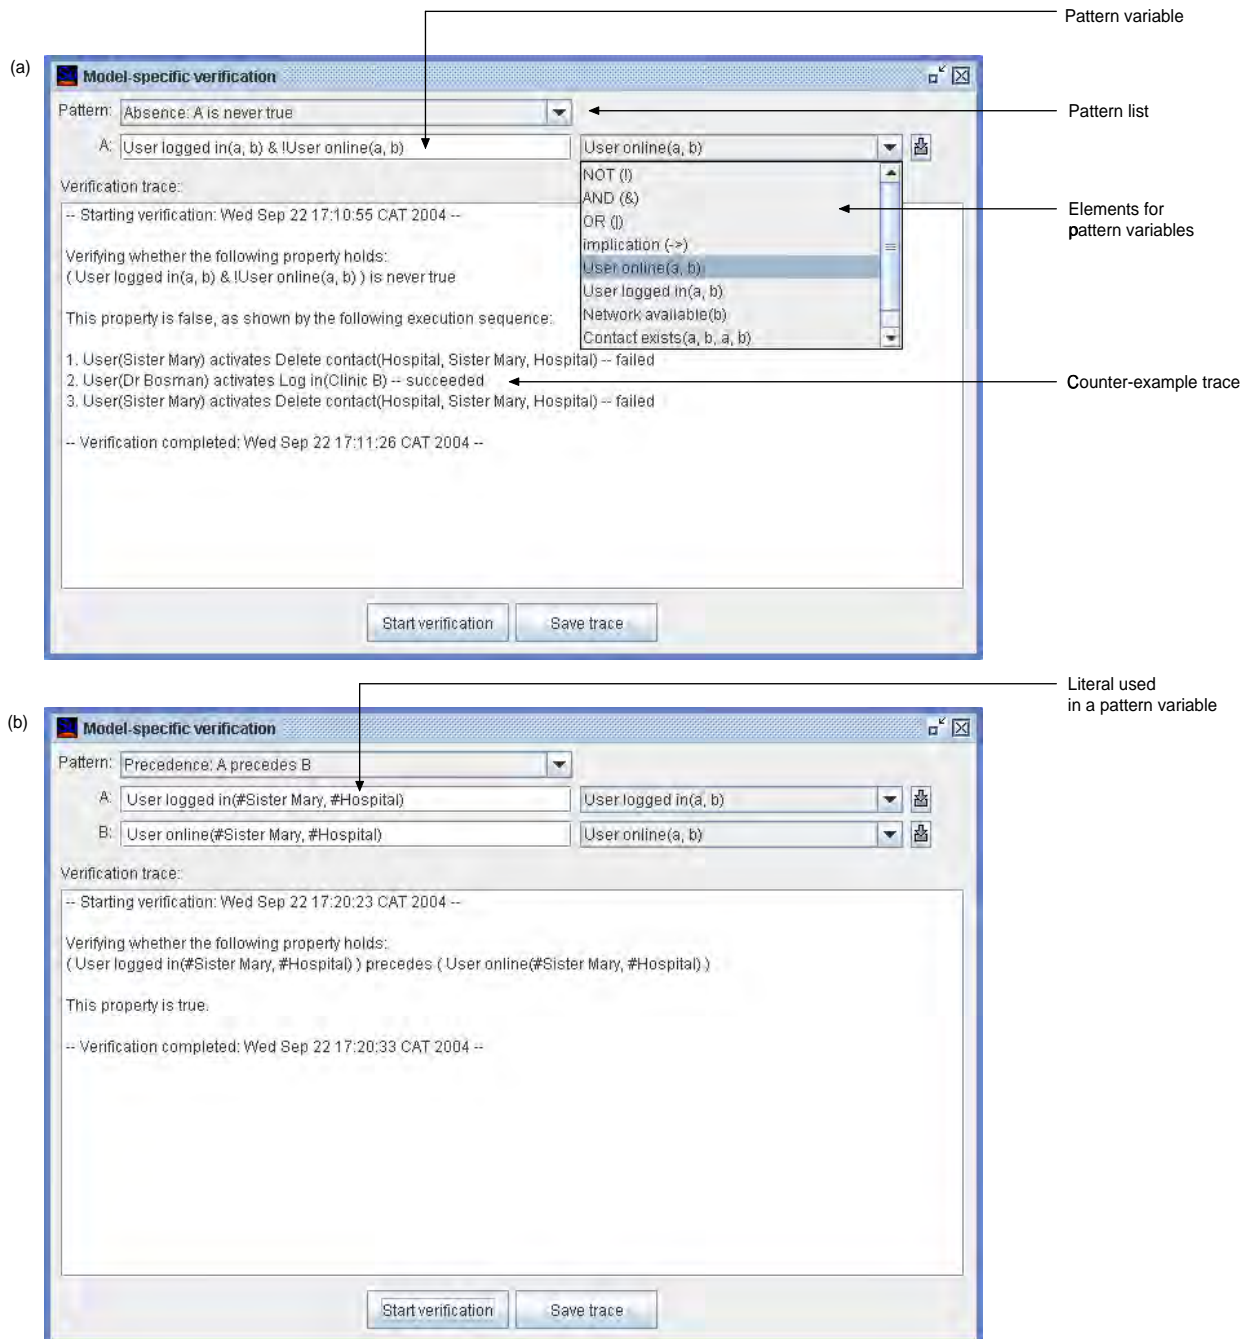 Pattern variable
(a)
Model-specific verification
Pattern: Absence: A is never true
Pattern list
A: User logged in(a, b) & !User online(a, b) User online(a, b)
NOT (!)
AND (&)
OR (|)
implication (->)
User online(a, b)
User logged in(a, b)
Network available(b)
Contact exists(a, b, a, b)
Elements for
pattern variables
Verification trace:
-- Starting verification: Wed Sep 22 17:10:55 CAT 2004 --
Verifying whether the following property holds:
( User logged in(a, b) & !User online(a, b) ) is never true
This property is false, as shown by the following execution sequence:
1. User(Sister Mary) activates Delete contact(Hospital, Sister Mary, Hospital) -- failed
2. User(Dr Bosman) activates Log in(Clinic B) -- succeeded
Counter-example trace
3. User(Sister Mary) activates Delete contact(Hospital, Sister Mary, Hospital) -- failed
-- Verification completed: Wed Sep 22 17:11:26 CAT 2004 --
Start verification Save trace
Literal used
in a pattern variable
(b)
Model-specific verification
Pattern: Precedence: A precedes B
A: User logged in(#Sister Mary, #Hospital) User logged in(a, b)
B: User online(#Sister Mary, #Hospital) User online(a, b)
Verification trace:
-- Starting verification: Wed Sep 22 17:20:23 CAT 2004 --
Verifying whether the following property holds:
( User logged in(#Sister Mary, #Hospital) ) precedes ( User online(#Sister Mary, #Hospital) )
This property is true.
-- Verification completed: Wed Sep 22 17:20:33 CAT 2004 --
Start verification Save trace